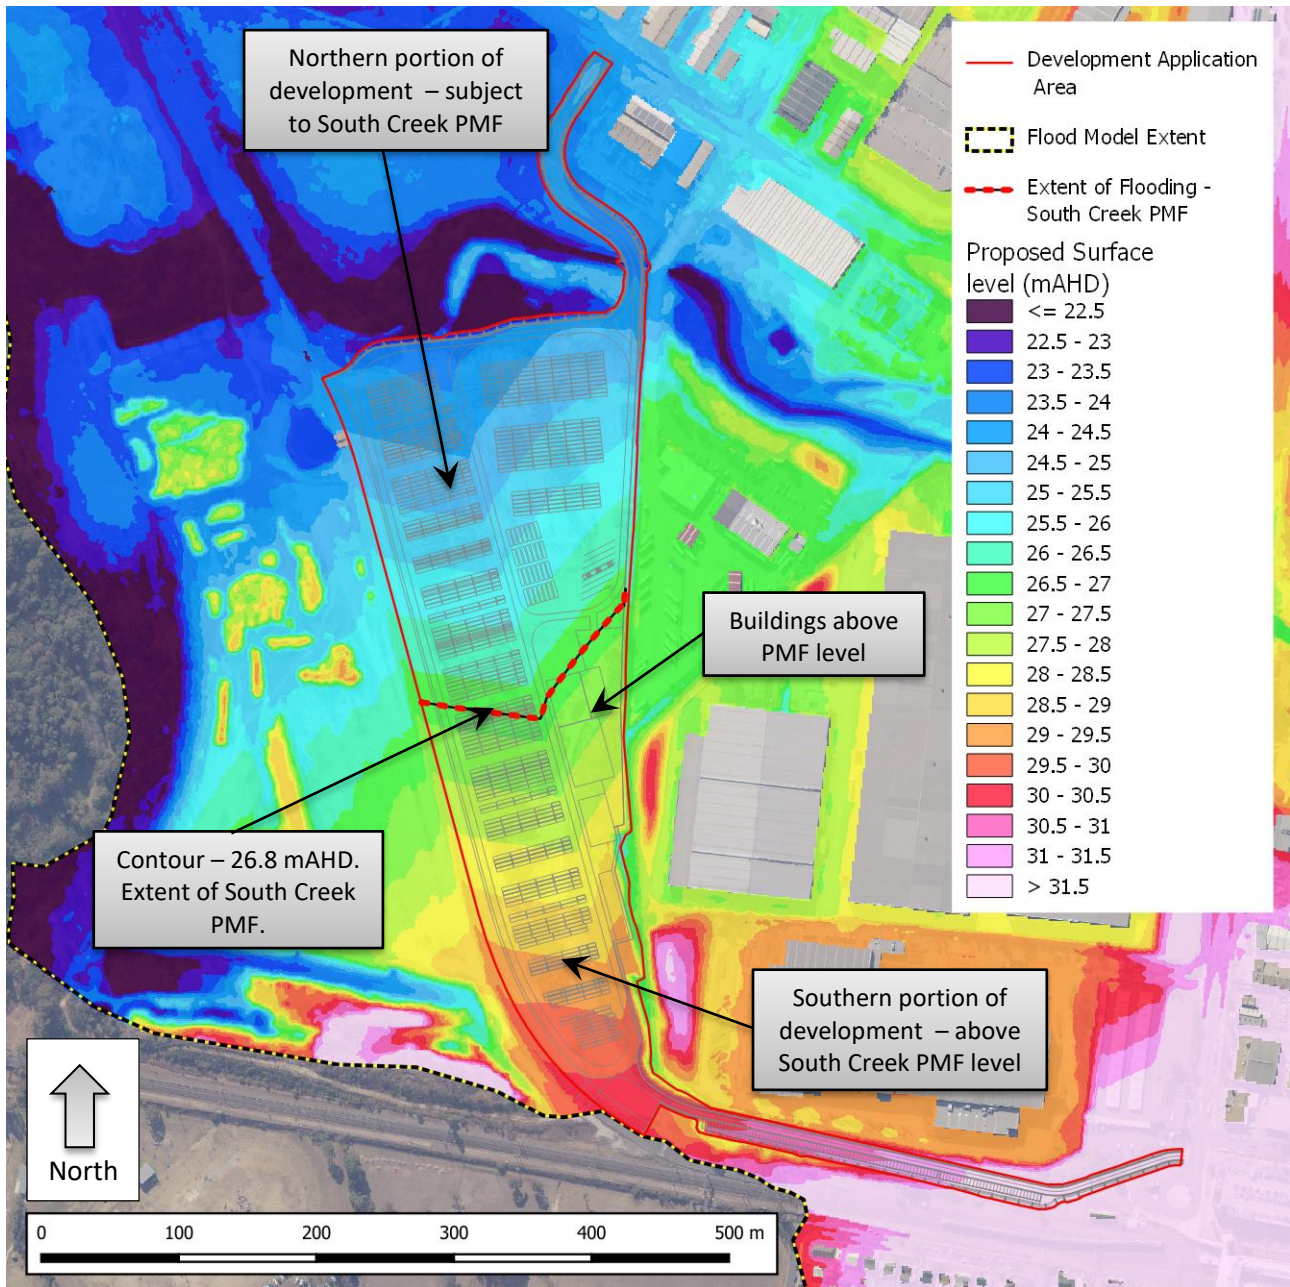 Northern portion of
development – subject
to South Creek PMF
Development Application
Area
Flood Model Extent
Extent of Flooding -
South Creek PMF
Proposed Surface
level (mAHD)
<= 22.5
22.5 - 23
23 - 23.5
23.5 - 24
24 - 24.5
24.5 - 25
25 - 25.5
25.5 - 26
26 - 26.5
26.5 - 27
27 - 27.5
27.5 - 28
28 - 28.5
28.5 - 29
29 - 29.5
29.5 - 30
30 - 30.5
30.5 - 31
31 - 31.5
> 31.5
Buildings above
PMF level
Contour – 26.8 mAHD.
Extent of South Creek
PMF.
Southern portion of
development – above
South Creek PMF level
North
0 100 200 300 400 500 m